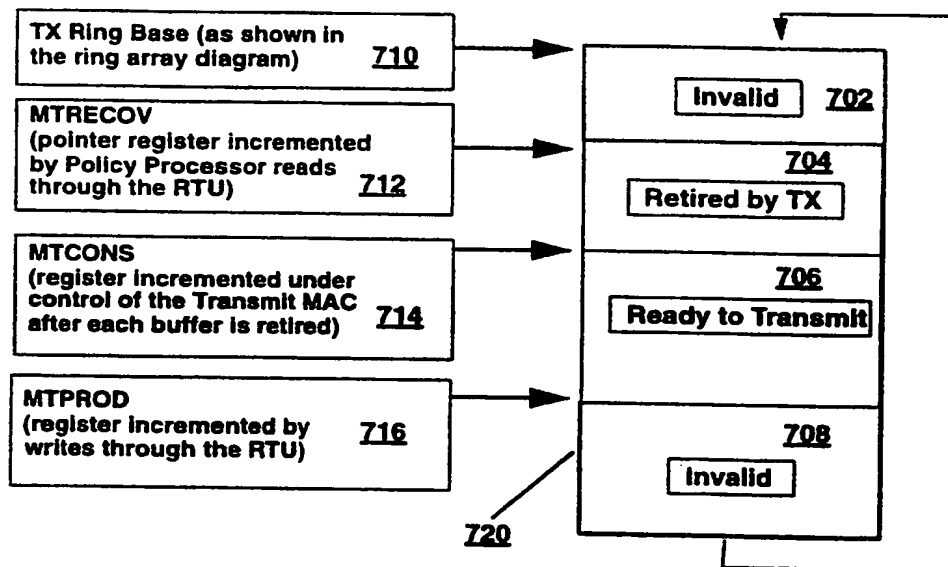 TX Ring Base (as shown in
the ring array diagram) 710
MTRECOV
(pointer register incremented
by Policy Processor reads
through the RTU) 712
MTCONS
(register incremented under
control of the Transmit MAC
after each buffer is retired) 714
MTPROD
(register incremented by
writes through the RTU) 716
Invalid 702
704
Retired by TX
706
Ready to Transmit
708
Invalid
720